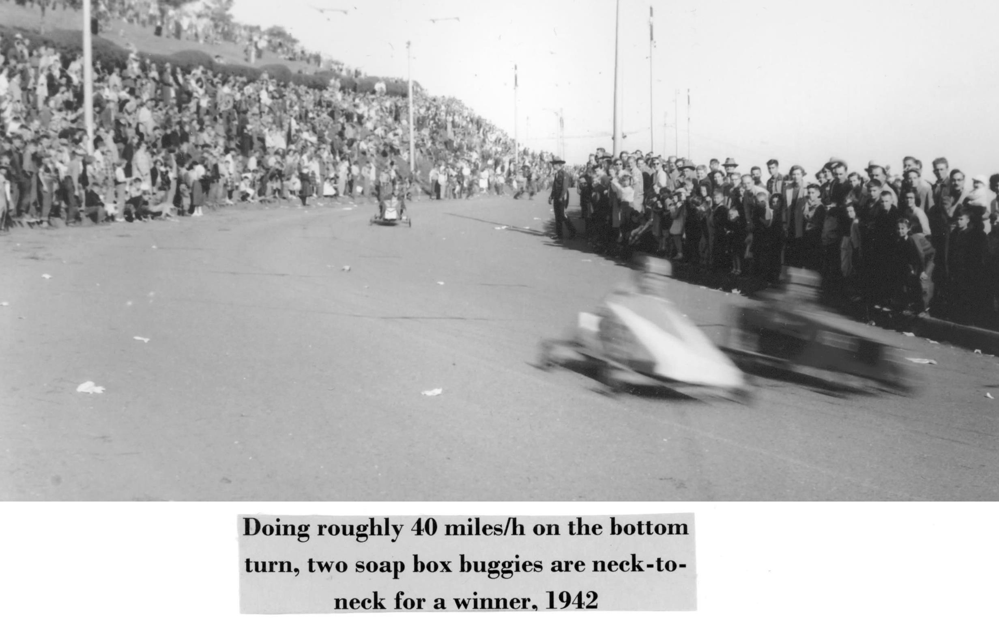 Doing roughly 40 miles/h on the bottom
turn, two soap box buggies are neck-to-
neck for a winner, 1942